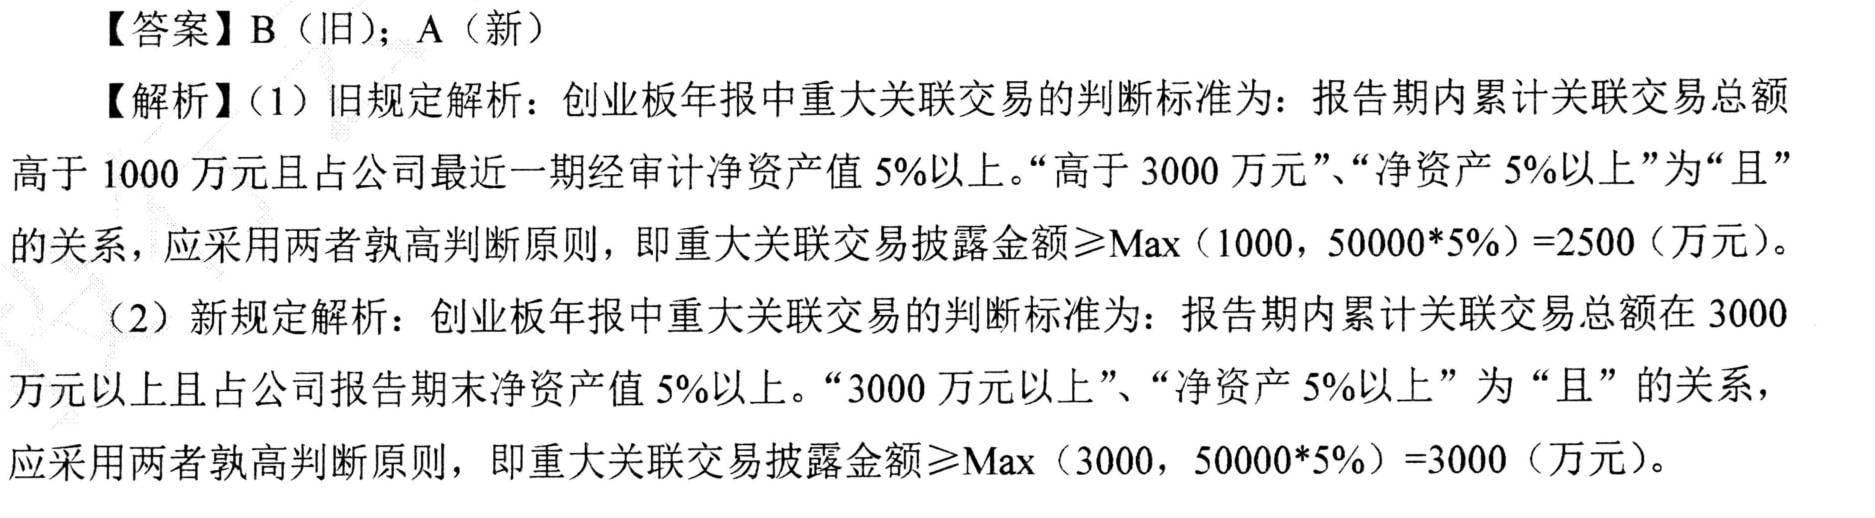 【答案】B（旧）；A（新）
【解析】（1）旧规定解析：创业板年报中重大关联交易的判断标准为：报告期内累计关联交易总额
高于 1000 万元且占公司最近一期经审计净资产值 5%以上。“高于 3000 万元”、“净资产 5%以上”为“且”
的关系，应采用两者孰高判断原则，即重大关联交易披露金额≥Max（1000，50000*5%）=2500（万元）。
（2）新规定解析：创业板年报中重大关联交易的判断标准为：报告期内累计关联交易总额在 3000
万元以上且占公司报告期末净资产值 5%以上。“3000 万元以上”、“净资产 5%以上” 为 “且” 的关系，
应采用两者孰高判断原则，即重大关联交易披露金额≥Max（3000，50000*5%）=3000（万元）。